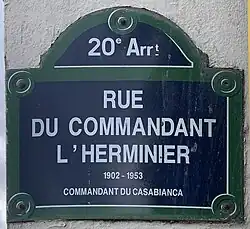 20e Arrt
RUE
DU COMMANDANT
L'HERMINIER
1902 - 1953
COMMANDANT DU CASABIANCA